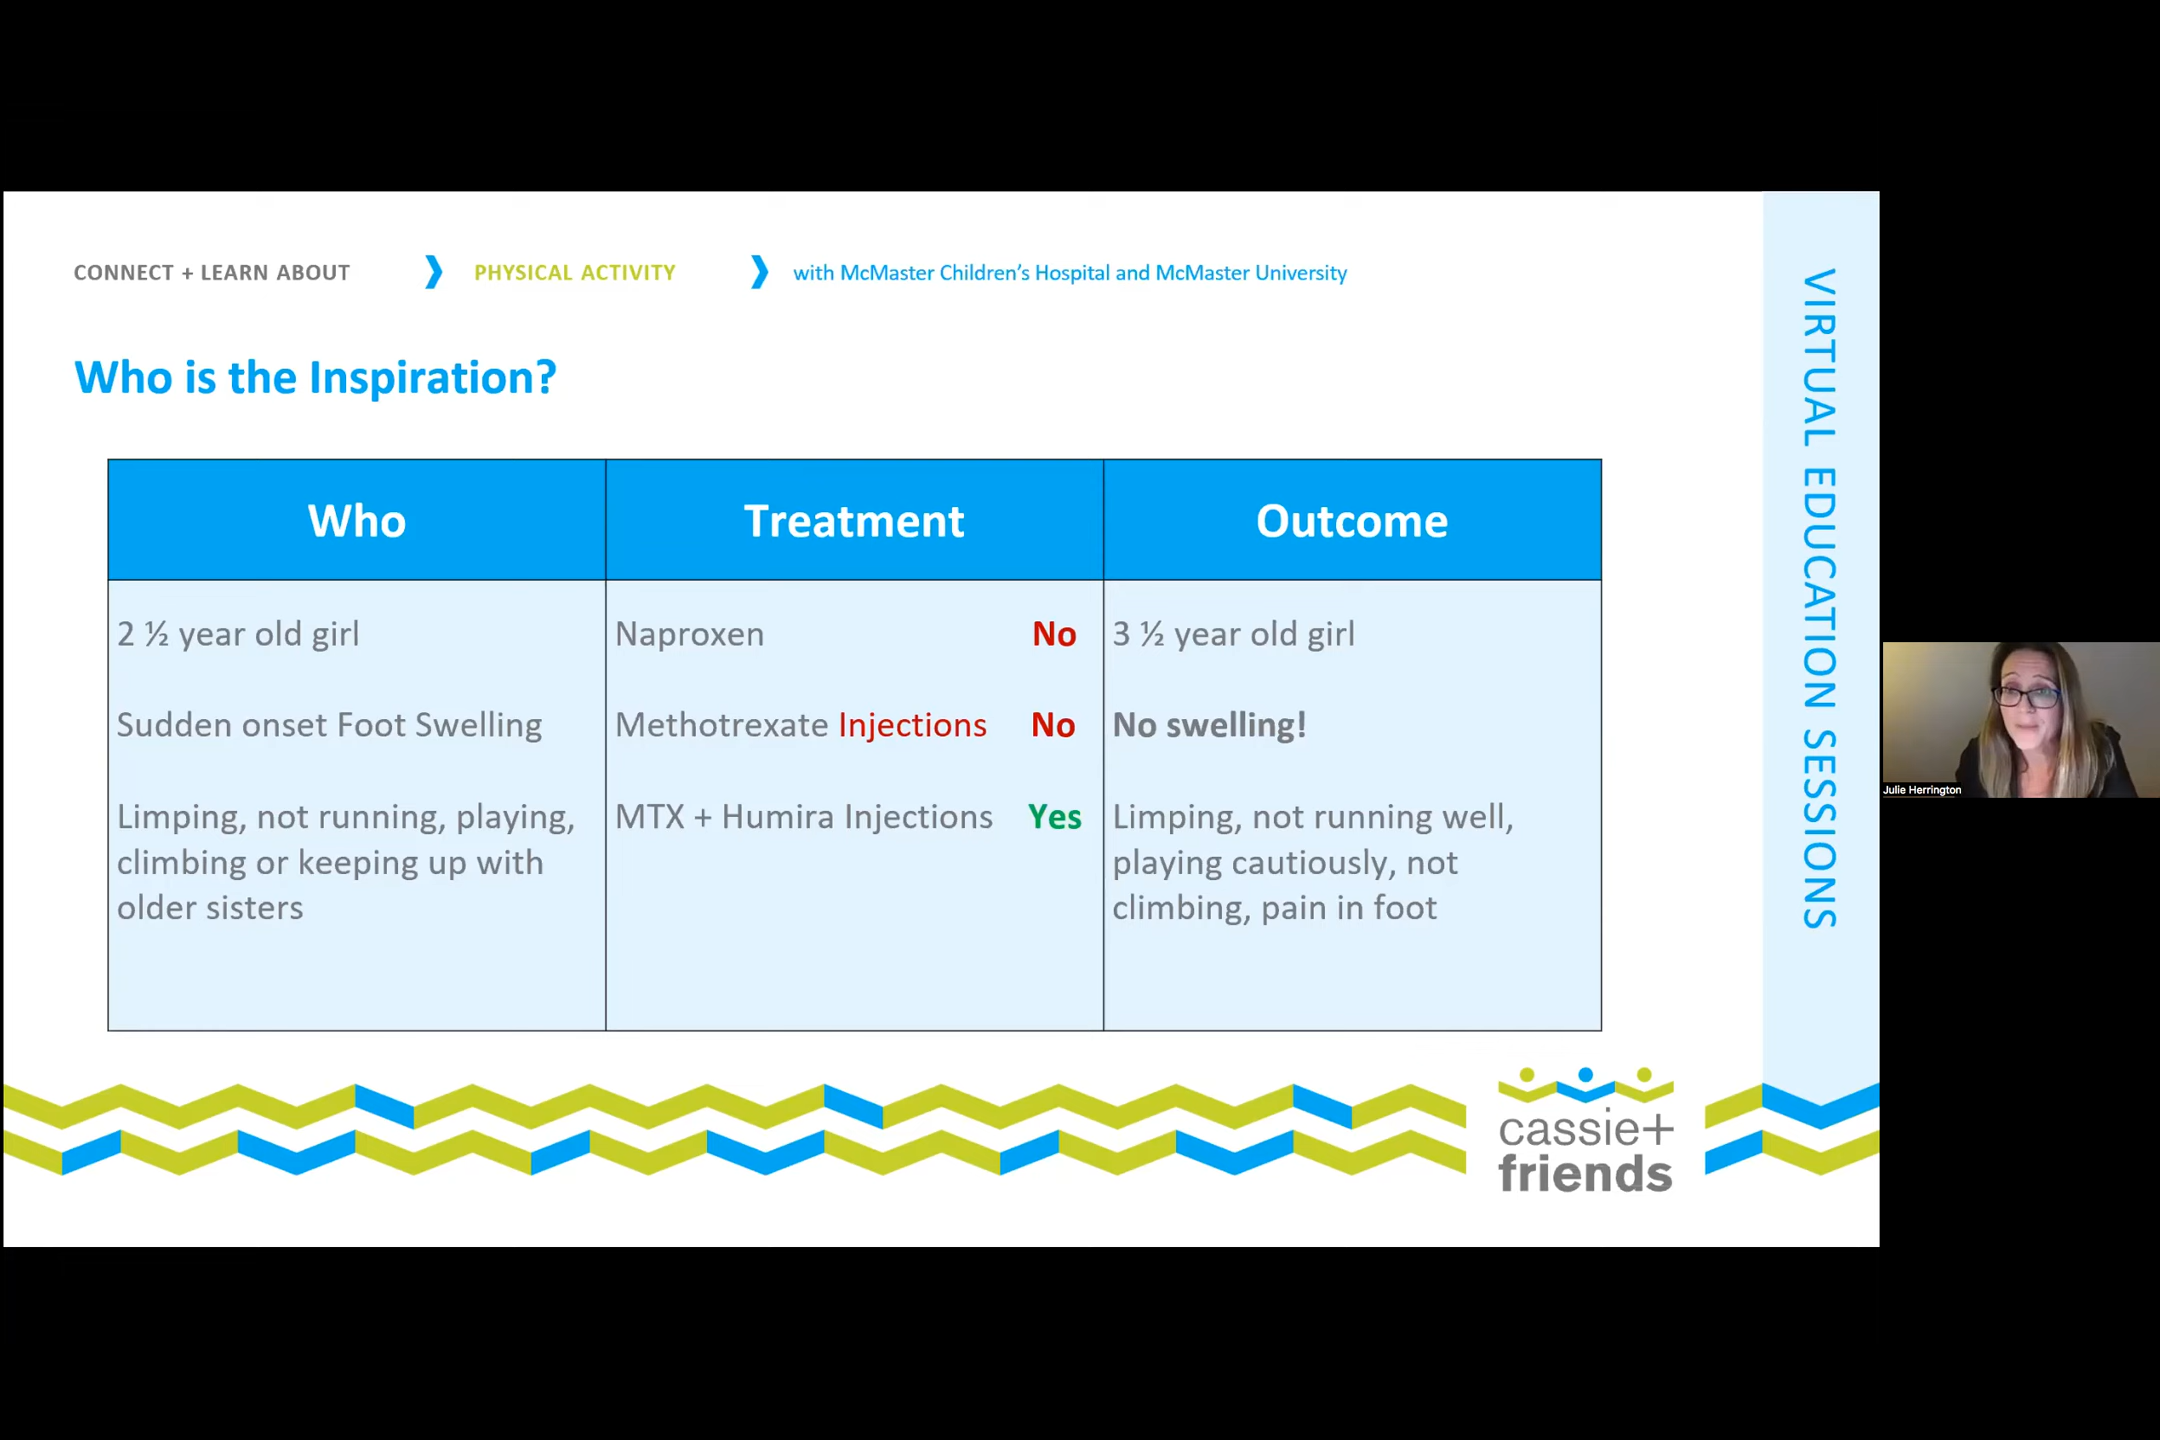 CONNECT + LEARN ABOUT ❯ PHYSICAL ACTIVITY ❯ with McMaster Children’s Hospital and McMaster University
Who is the Inspiration?
Who Treatment Outcome
2 ½ year old girl
Sudden onset Foot Swelling
Limping, not running, playing,
climbing or keeping up with
older sisters
Naproxen No
Methotrexate Injections No
MTX + Humira Injections Yes
3 ½ year old girl
No swelling!
Limping, not running well,
playing cautiously, not
climbing, pain in foot
VIRTUAL EDUCATION SESSIONS
cassie+
friends
Julie Herrington